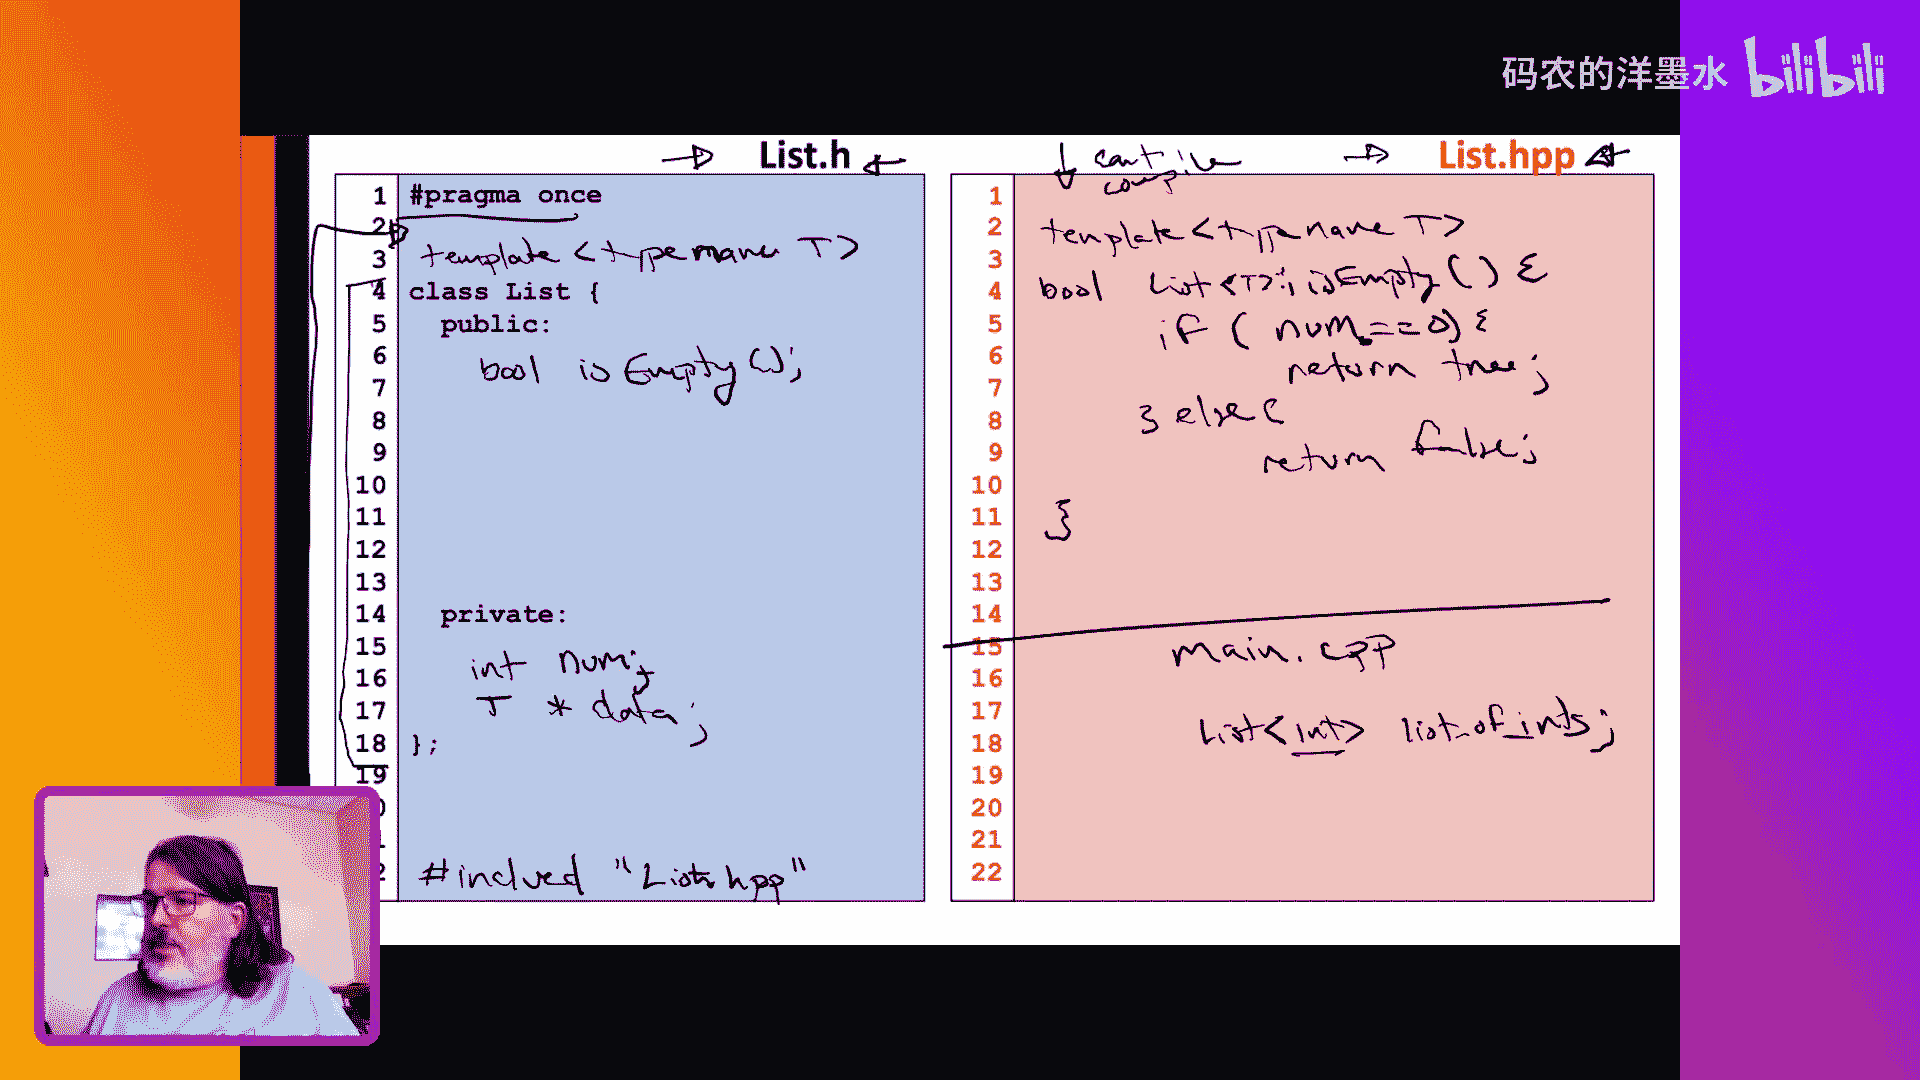 码农的洋墨水 bilibili
List.h
1 #pragma once
2
3 template <typename T>
4 class List {
5 public:
6 bool isEmpty();
7
8
9
10
11
12
13
14 private:
15 int num;
16
17 T * data;
18 };
19
#include "List.hpp"
can't compile
List.hpp
1
2 template<typename T>
3
4 bool List<T>::isEmpty() {
5 if ( num == 0) {
6 return true;
7
8 } else {
9 return false;
10
11 }
12
13
14
15 main.cpp
16
17 List<int> list_of_ints;
18
19
20
21
22